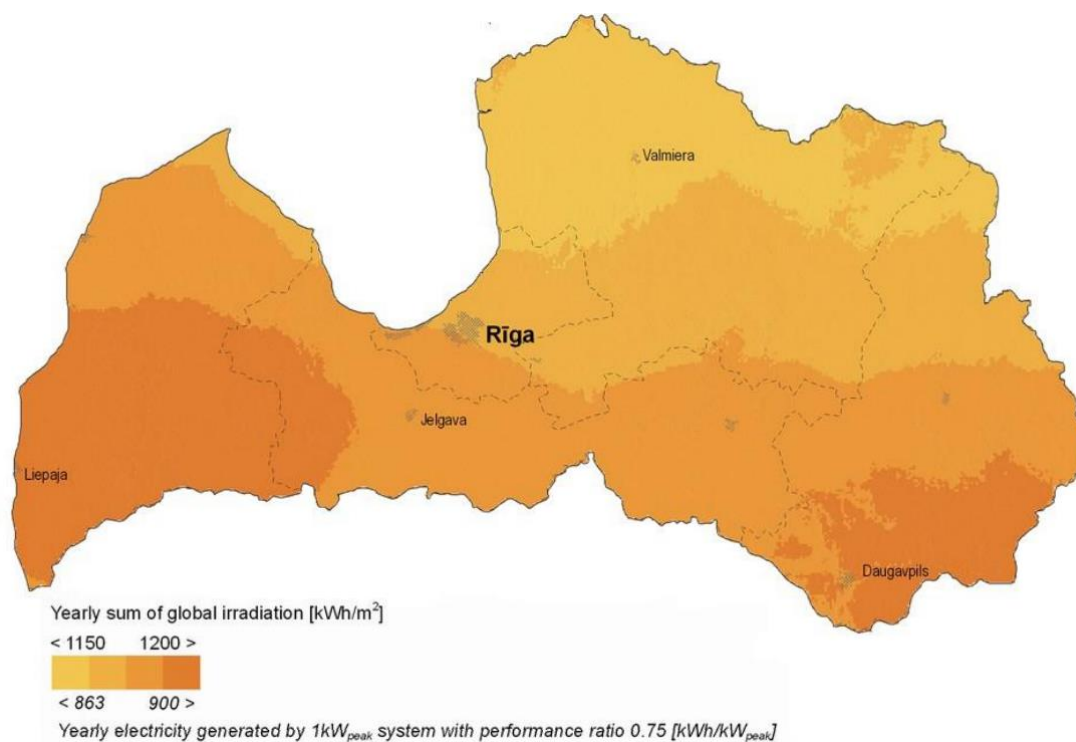 Valmiera
Rīga
Jelgava
Liepaja
Daugavpils
Yearly sum of global irradiation [kWh/m²]
< 1150 1200 >
< 863 900 >
Yearly electricity generated by 1kWpeak system with performance ratio 0.75 [kWh/kWpeak]